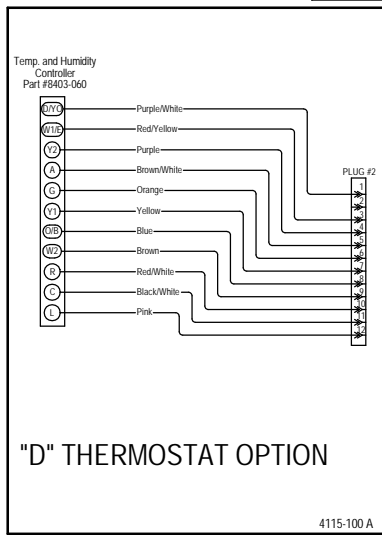 Temp. and Humidity
Controller
Part #8403-060
D/YO Purple/White
W1/E Red/Yellow
Y2 Purple
A Brown/White
G Orange
Y1 Yellow
O/B Blue
W2 Brown
R Red/White
C Black/White
L Pink
PLUG #2
1
2
3
4
5
6
7
8
9
10
11
12
"D" THERMOSTAT OPTION
4115-100 A